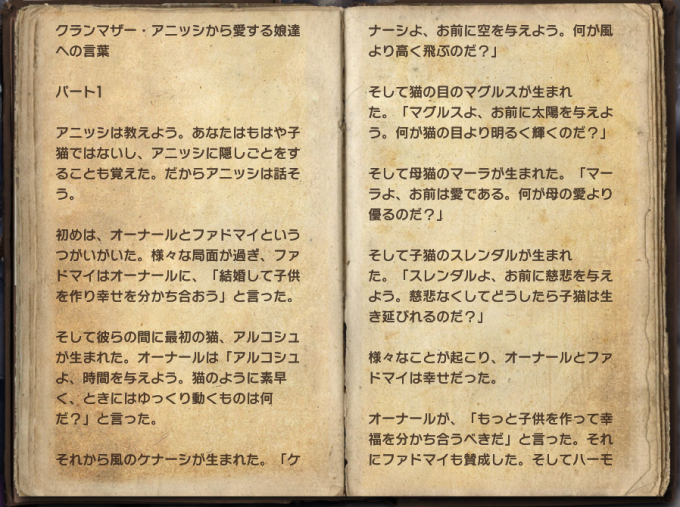 クランマザー・アニッシから愛する娘達
への言葉
パート1
アニッシは教えよう。あなたはもはや子
猫ではないし、アニッシに隠しごとをす
ることも覚えた。だからアニッシは話そ
う。
初めは、オーナールとファドマイという
つがいがいた。様々な局面が過ぎ、ファ
ドマイはオーナールに、「結婚して子供
を作り幸せを分かち合おう」と言った。
そして彼らの間に最初の猫、アルコシュ
が生まれた。オーナールは「アルコシュ
よ、時間を与えよう。猫のように素早
く、ときにはゆっくり動くものは何
だ?」と言った。
それから風のケナーシが生まれた。「ケ
ナーシよ、お前に空を与えよう。何が風
より高く飛ぶのだ?」
そして猫の目のマグルスが生まれ
た。「マグルスよ、お前に太陽を与えよ
う。何が猫の目より明るく輝くのだ?」
そして母猫のマーラが生まれた。「マー
ラよ、お前は愛である。何が母の愛より
優るのだ?」
そして子猫のスレンダルが生まれ
た。「スレンダルよ、お前に慈悲を与え
よう。慈悲なくしてどうしたら子猫は生
き延びれるのだ?」
様々なことが起こり、オーナールとファ
ドマイは幸せだった。
オーナールが、「もっと子供を作って幸
福を分かち合うべきだ」と言った。それ
にファドマイも賛成した。そしてハーモ